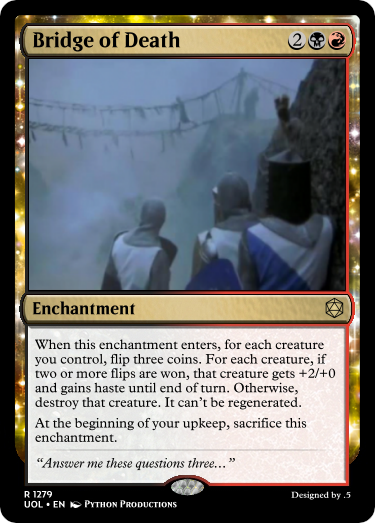 Bridge of Death 2
Enchantment
When this enchantment enters, for each creature
you control, flip three coins. For each creature, if
two or more flips are won, that creature gets +2/+0
and gains haste until end of turn. Otherwise,
destroy that creature. It can't be regenerated.
At the beginning of your upkeep, sacrifice this
enchantment.
“Answer me these questions three...”
R 1279
UOL • EN Python Productions
Designed by .5